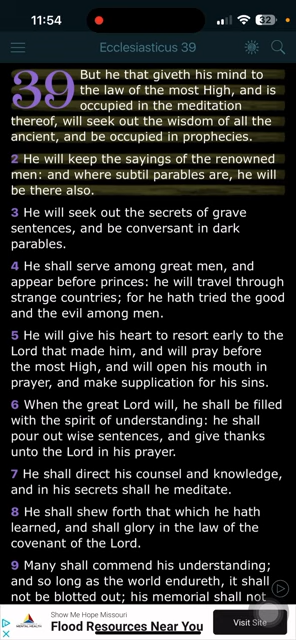 11:54
32
Ecclesiasticus 39
39 But he that giveth his mind to
the law of the most High, and is
occupied in the meditation
thereof, will seek out the wisdom of all the
ancient, and be occupied in prophecies.
2 He will keep the sayings of the renowned
men: and where subtil parables are, he will
be there also.
3 He will seek out the secrets of grave
sentences, and be conversant in dark
parables.
4 He shall serve among great men, and
appear before princes: he will travel through
strange countries; for he hath tried the good
and the evil among men.
5 He will give his heart to resort early to the
Lord that made him, and will pray before
the most High, and will open his mouth in
prayer, and make supplication for his sins.
6 When the great Lord will, he shall be filled
with the spirit of understanding: he shall
pour out wise sentences, and give thanks
unto the Lord in his prayer.
7 He shall direct his counsel and knowledge,
and in his secrets shall he meditate.
8 He shall shew forth that which he hath
learned, and shall glory in the law of the
covenant of the Lord.
9 Many shall commend his understanding;
and so long as the world endureth, it shall
not be blotted out; his memorial shall not
Show Me Hope Missouri
Flood Resources Near You
Visit Site